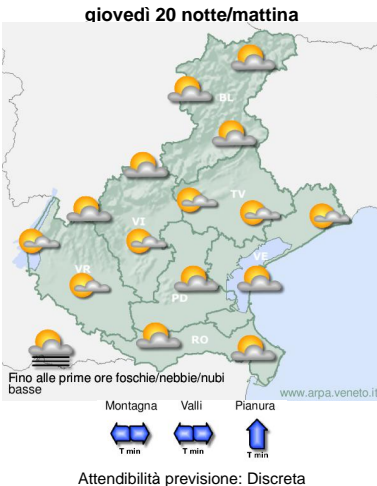 giovedì 20 notte/mattina
BL
TV
VI
VE
VR
PD
RO
Fino alle prime ore foschie/nebbie/nubi
basse
www.arpa.veneto.it
Montagna Valli Pianura
T min T min T min
Attendibilità previsione: Discreta